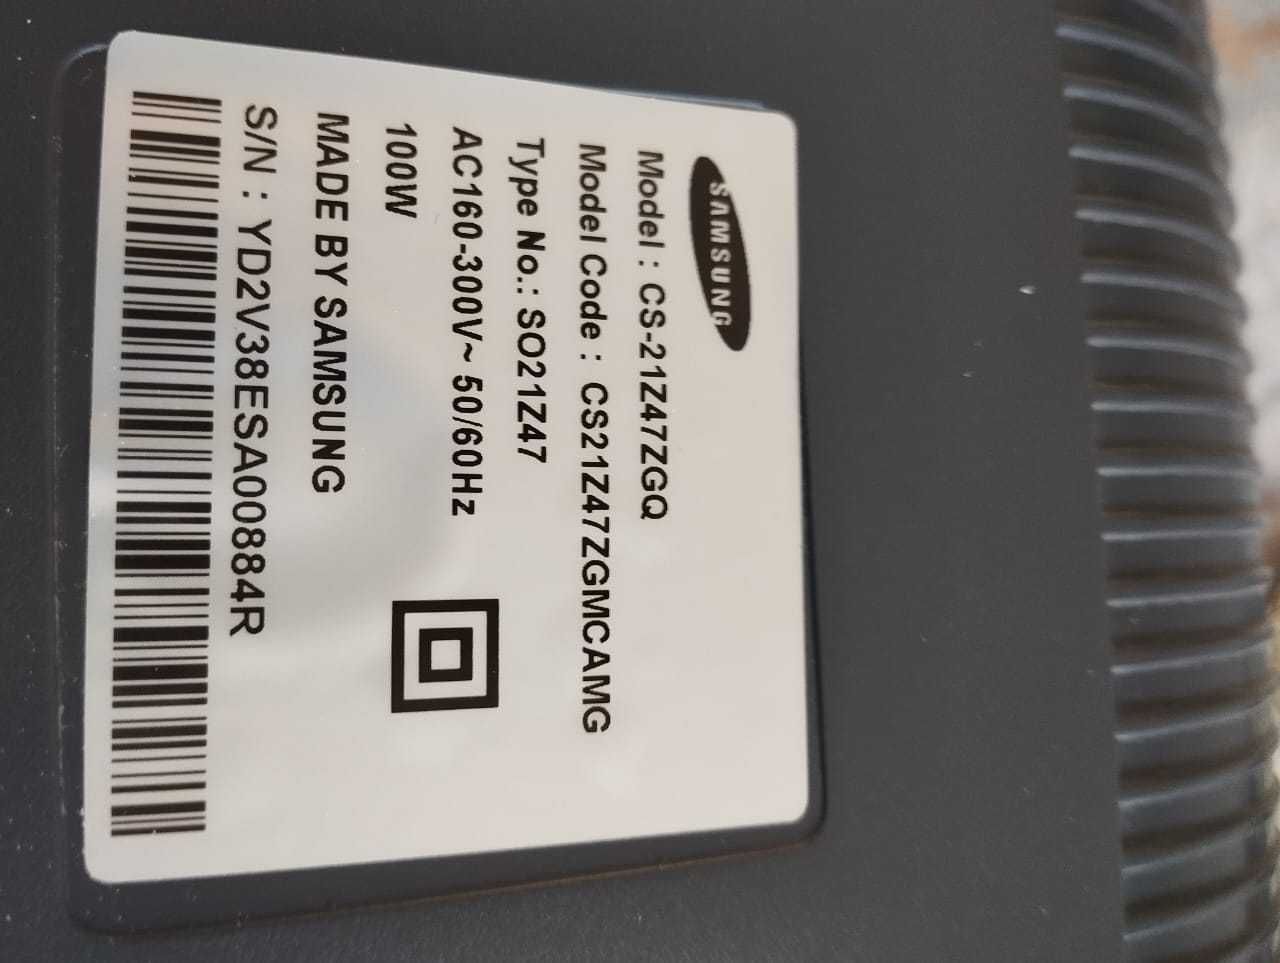 SAMSUNG
Model : CS-21Z47ZGQ
Model Code : CS21Z47ZGMCAMG
Type No.: SO21Z47
AC160-300V~ 50/60Hz
100W
MADE BY SAMSUNG
S/N : YD2V38ESA00884R